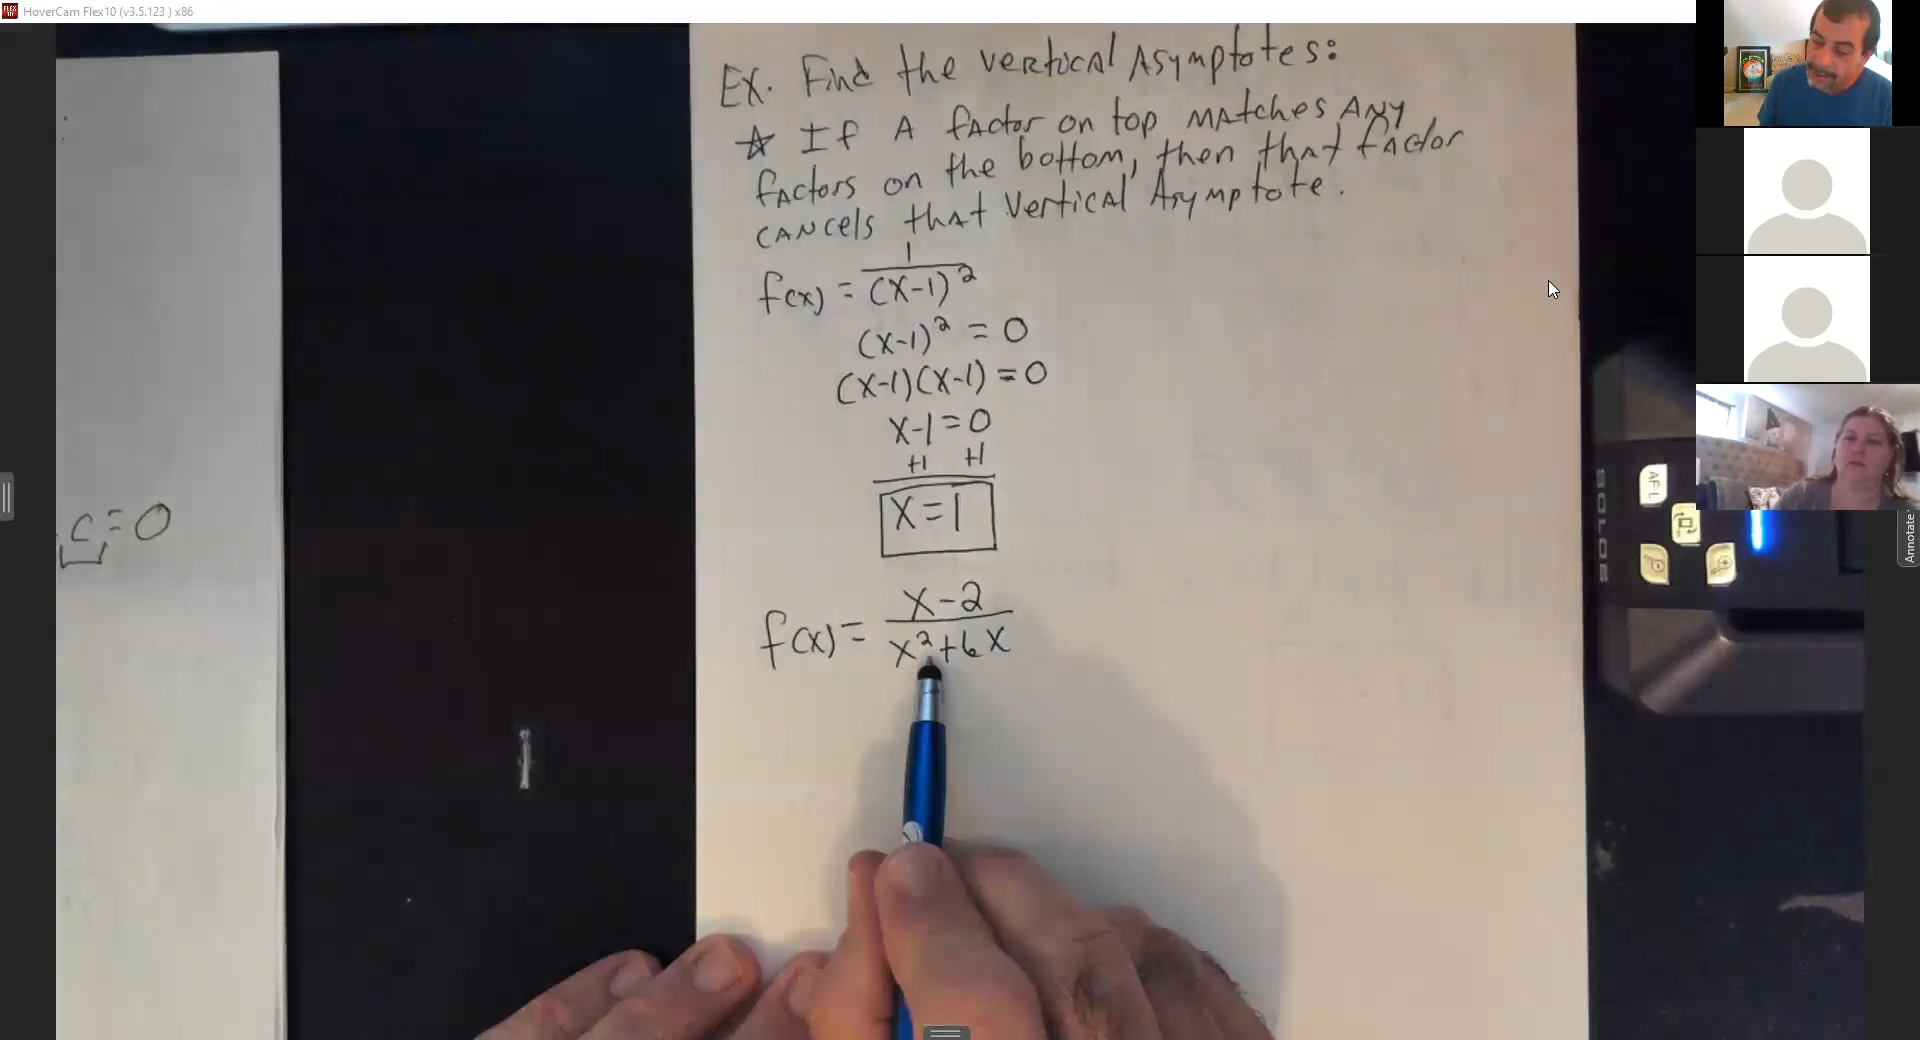 HoverCam Flex10 (v3.5.123 ) x86
Ex. Find the vertical Asymptotes:
☆ If A factor on top matches any
factors on the bottom, then that factor
cancels that vertical Asymptote.
f(x) = 1/(x-1)²
(x-1)² = 0
(x-1)(x-1) = 0
x-1=0
+1 +1
x=1
f(x) = x-2/x²+6x
c=0
AFL
Annotate